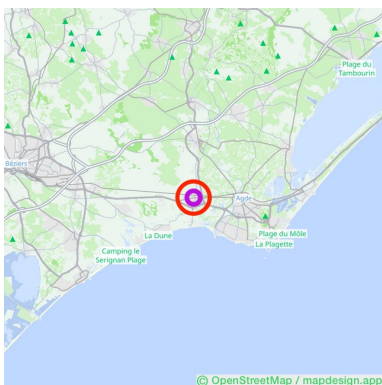 Plage du
Tambourin
Béziers
Agde
La Dune
Plage du Môle
La Plagette
Camping le
Serignan Plage
© OpenStreetMap / mapdesign.app